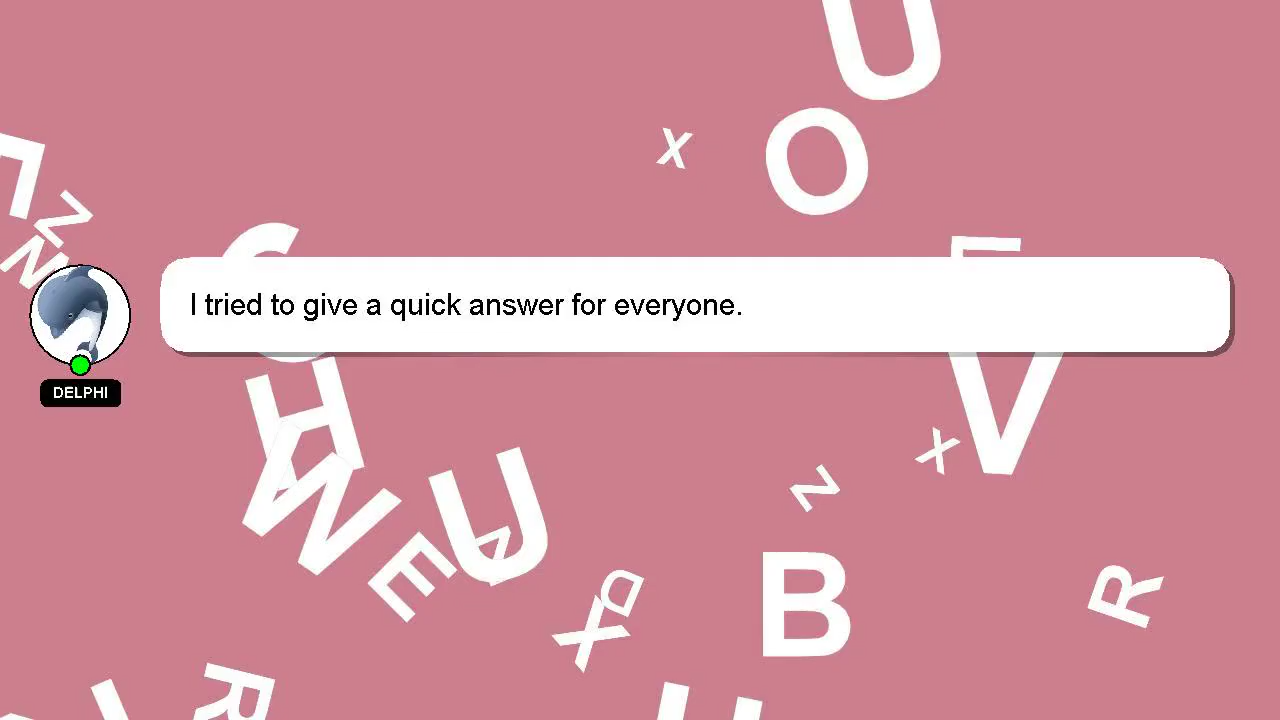 I tried to give a quick answer for everyone.
DELPHI
U
O
X
Z
N
H
V
X
W
U
Z
E
Z
D
X
B
R
R